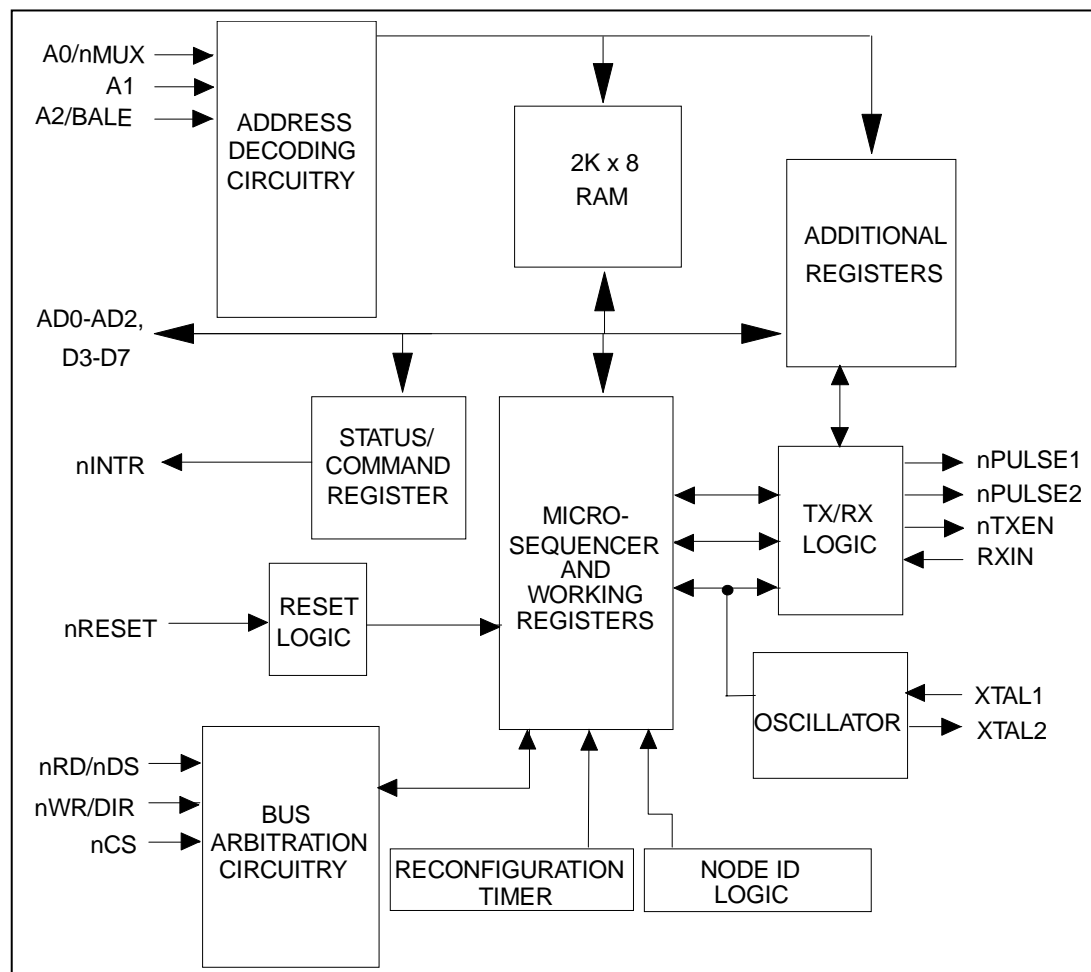 A0/nMUX
A1
A2/BALE
ADDRESS
DECODING
CIRCUITRY
2K x 8
RAM
ADDITIONAL
REGISTERS
AD0-AD2,
D3-D7
nINTR
STATUS/
COMMAND
REGISTER
MICRO-
SEQUENCER
AND
WORKING
REGISTERS
TX/RX
LOGIC
nPULSE1
nPULSE2
nTXEN
RXIN
nRESET
RESET
LOGIC
OSCILLATOR
XTAL1
XTAL2
nRD/nDS
nWR/DIR
nCS
BUS
ARBITRATION
CIRCUITRY
RECONFIGURATION
TIMER
NODE ID
LOGIC